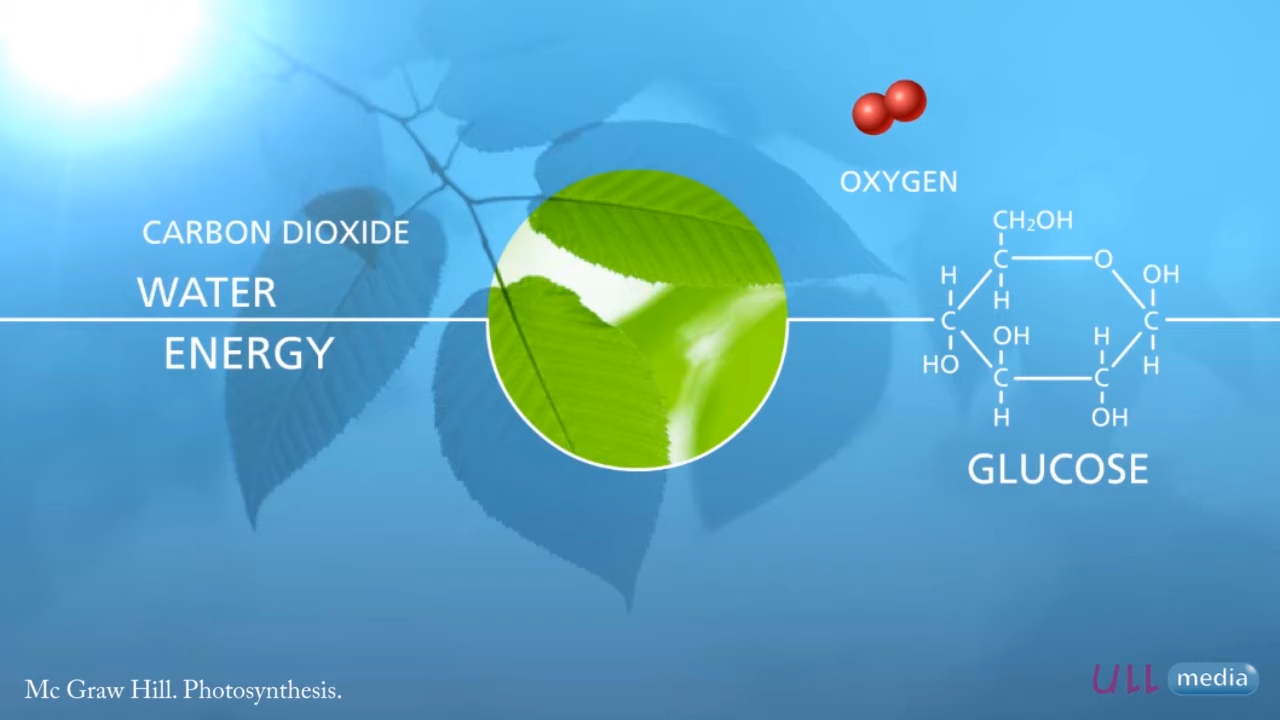 CARBON DIOXIDE
WATER
ENERGY
OXYGEN
CH₂OH
C O
H OH
H
C C
OH H
HO H
C C
H OH
GLUCOSE
Mc Graw Hill. Photosynthesis.
ULL media